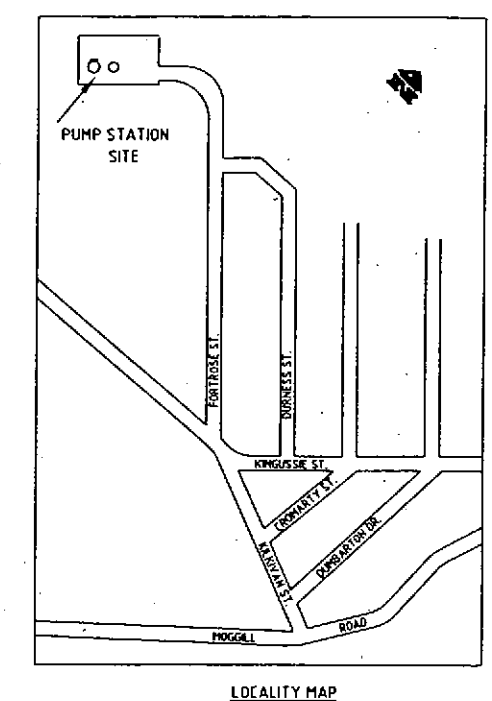 PUMP STATION
SITE
FORTROSE ST.
DURNESS ST.
KINGUSSIE ST.
CROMARTY ST.
KILKIVAN ST.
DUMBARTON DR.
MOGGILL
ROAD
LOCALITY MAP